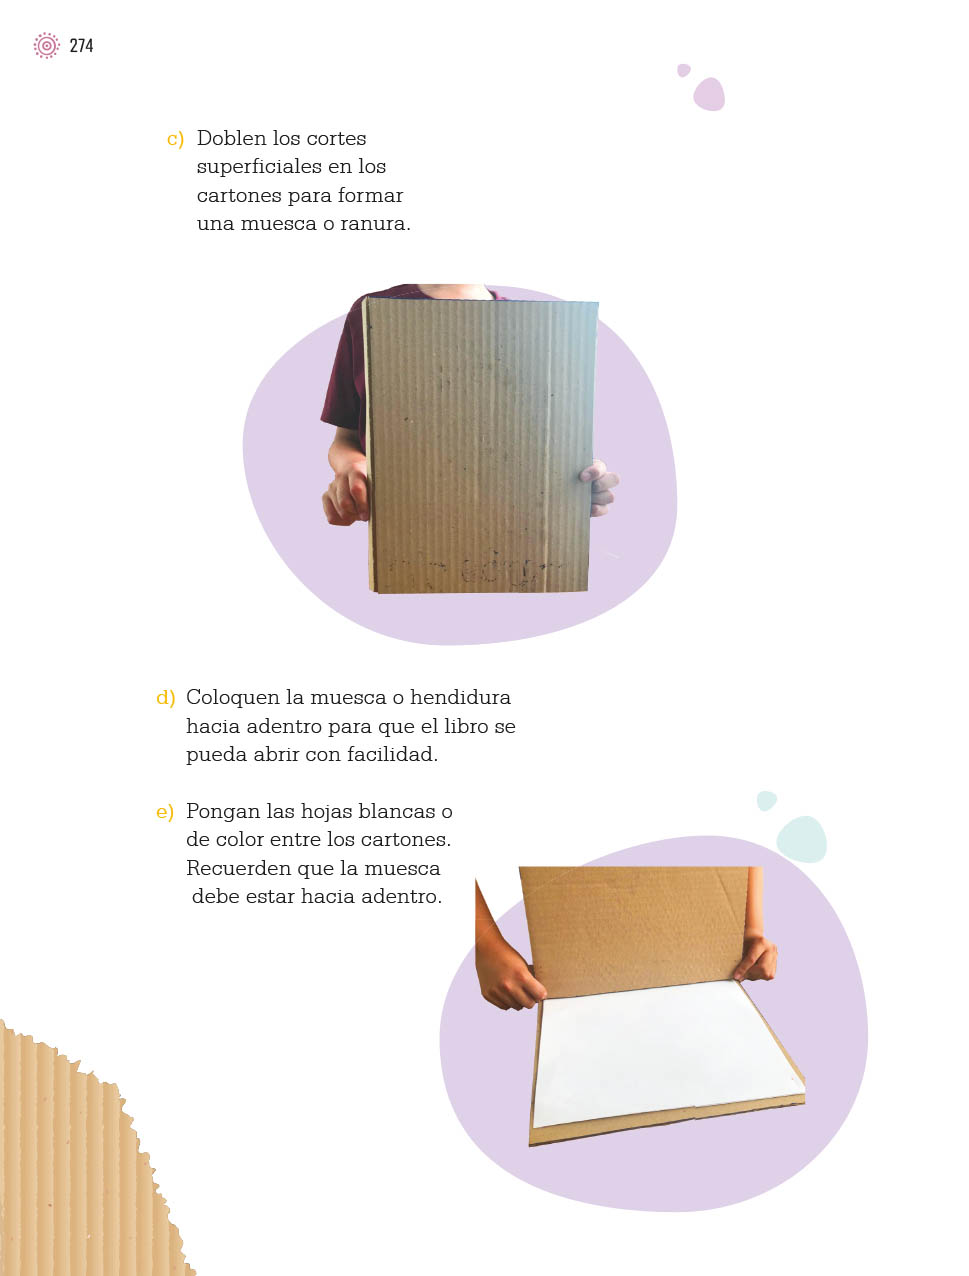 274
c) Doblen los cortes
superficiales en los
cartones para formar
una muesca o ranura.
d) Coloquen la muesca o hendidura
hacia adentro para que el libro se
pueda abrir con facilidad.
e) Pongan las hojas blancas o
de color entre los cartones.
Recuerden que la muesca
debe estar hacia adentro.